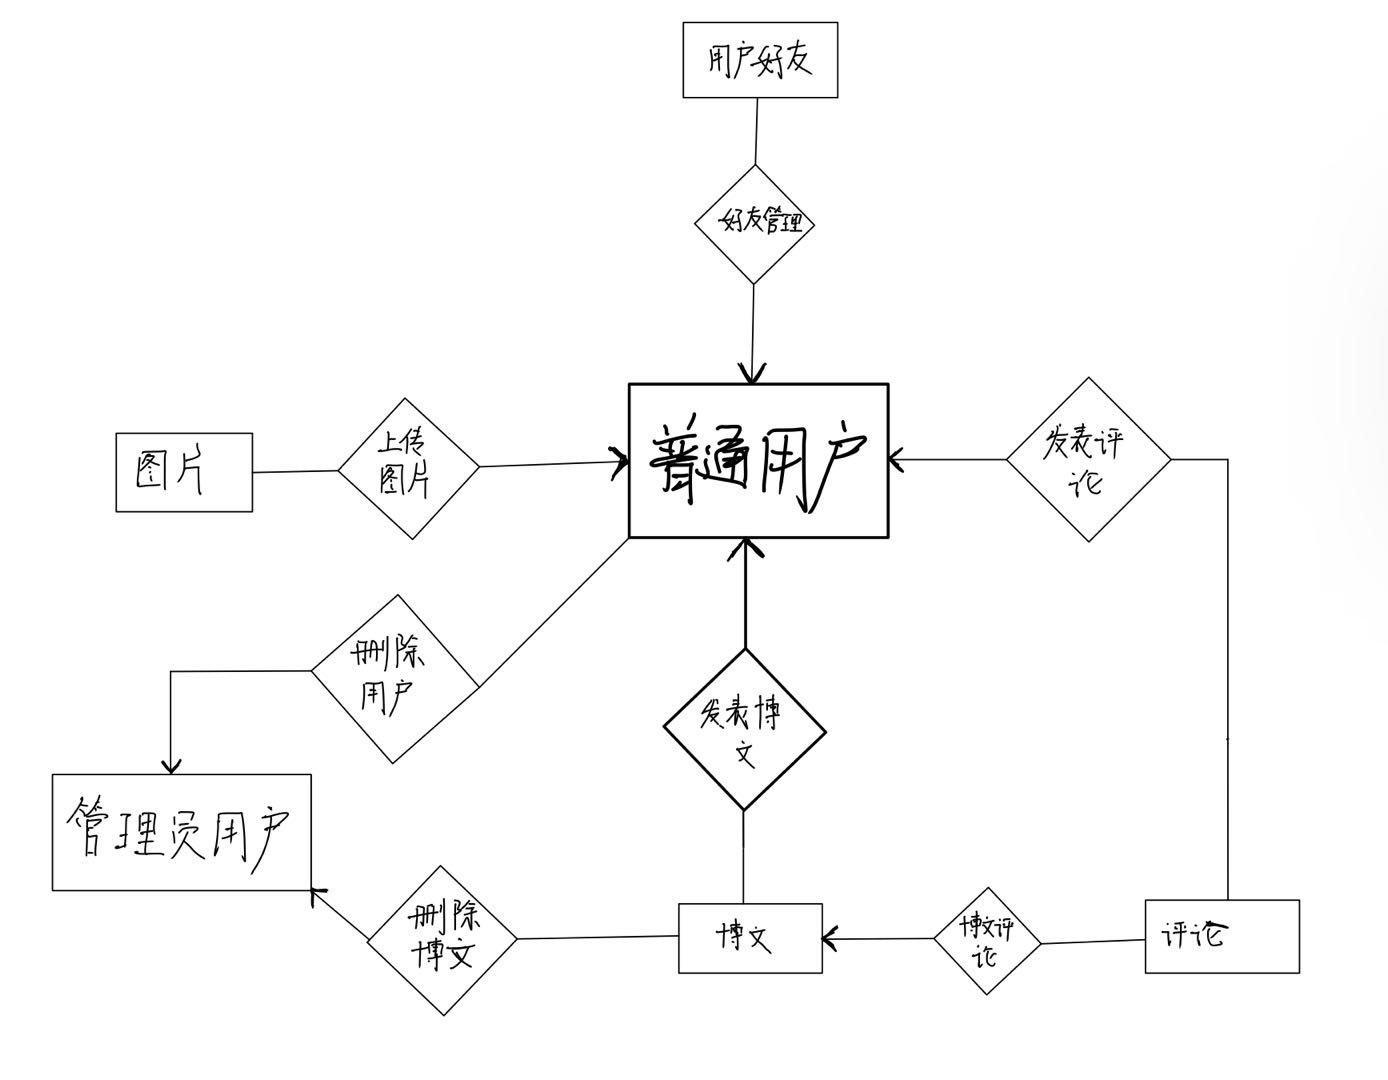 用户好友
好友管理
图片
上传
图片
普通用户
发表评
论
删除
用户
发表博
文
管理员用户
删除
博文
博文
博文评
论
评论